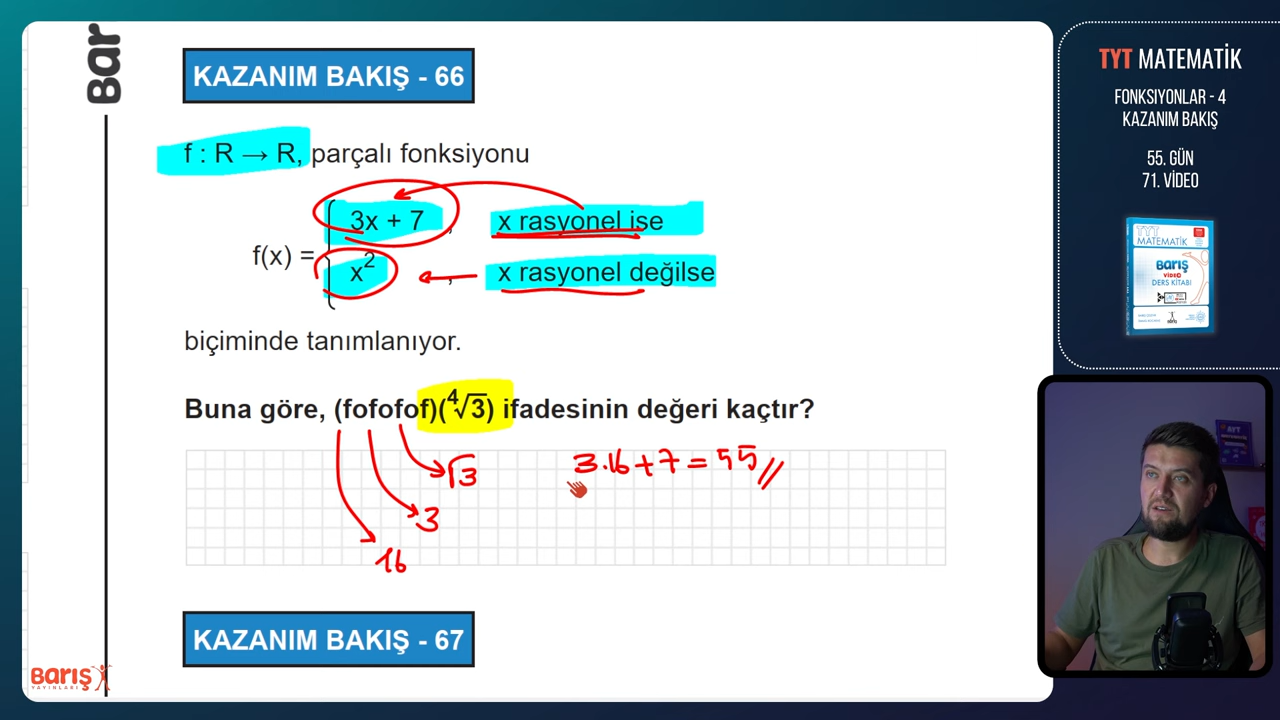 Bar
KAZANIM BAKIŞ - 66
f : R → R, parçalı fonksiyonu
f(x) = { 3x + 7 , x rasyonel ise
x² , x rasyonel değilse
biçiminde tanımlanıyor.
Buna göre, (fofofof)(⁴√3) ifadesinin değeri kaçtır?
√3
3
16
3.16+7=55//
KAZANIM BAKIŞ - 67
BARIŞ
YAYINLARI
TYT MATEMATİK
FONKSIYONLAR - 4
KAZANIM BAKIŞ
55. GÜN
71. VİDEO
TYT
MATEMATİK
BARIŞ
VİDEO
DERS KİTABI